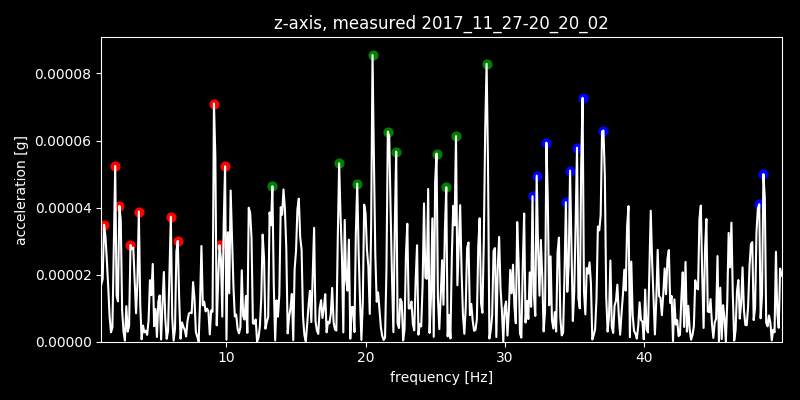 z-axis, measured 2017_11_27-20_20_02
0.00008
0.00006
0.00004
0.00002
0.00000
acceleration [g]
10 20 30 40
frequency [Hz]